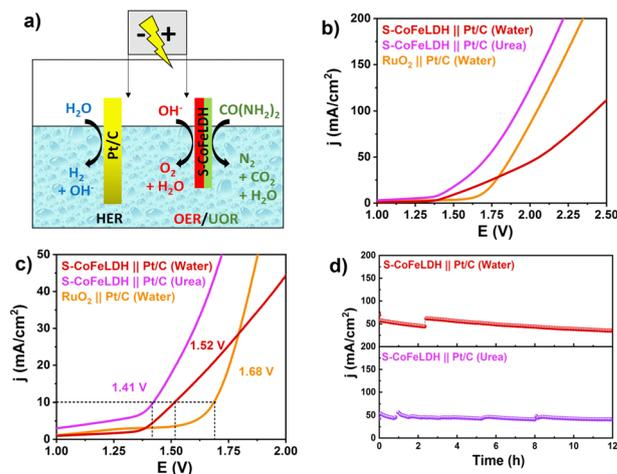 a)
- +
H₂O
Pt/C
H₂
+ OH⁻
HER
OH⁻
S-CoFeLDH
CO(NH₂)₂
O₂
+ H₂O
N₂
+ CO₂
+ H₂O
OER/UOR
b)
S-CoFeLDH || Pt/C (Water)
S-CoFeLDH || Pt/C (Urea)
RuO₂ || Pt/C (Water)
j (mA/cm²)
200
150
100
50
0
1.00 1.25 1.50 1.75 2.00 2.25 2.50
E (V)
c)
S-CoFeLDH || Pt/C (Water)
S-CoFeLDH || Pt/C (Urea)
RuO₂ || Pt/C (Water)
j (mA/cm²)
50
40
30
20
10
0
1.41 V
1.52 V
1.68 V
1.00 1.25 1.50 1.75 2.00
E (V)
d)
S-CoFeLDH || Pt/C (Water)
j (mA/cm²)
200
150
100
50
S-CoFeLDH || Pt/C (Urea)
200
150
100
50
0
0 2 4 6 8 10 12
Time (h)